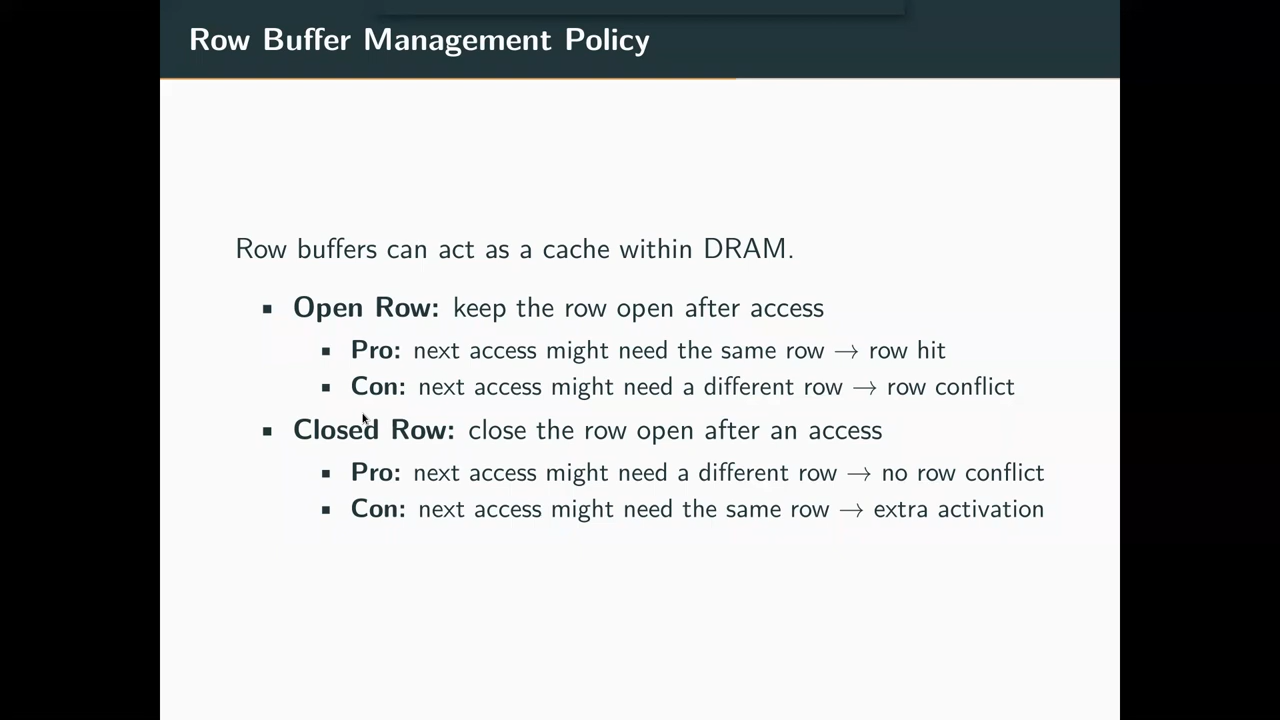 Row Buffer Management Policy
Row buffers can act as a cache within DRAM.
▪ Open Row: keep the row open after access
▪ Pro: next access might need the same row → row hit
▪ Con: next access might need a different row → row conflict
▪ Closed Row: close the row open after an access
▪ Pro: next access might need a different row → no row conflict
▪ Con: next access might need the same row → extra activation